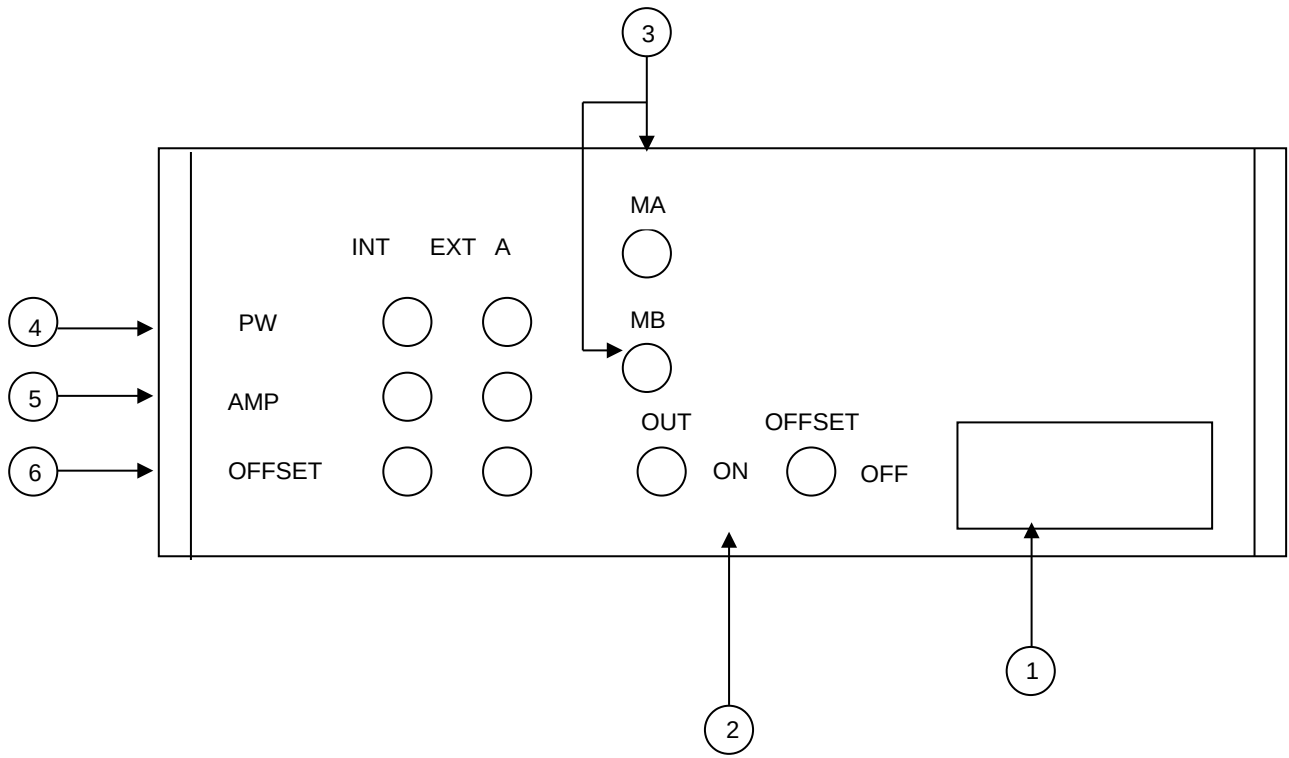 3
MA
INT EXT A
MB
4 PW
5 AMP
OUT OFFSET
6 OFFSET ON OFF
1
2